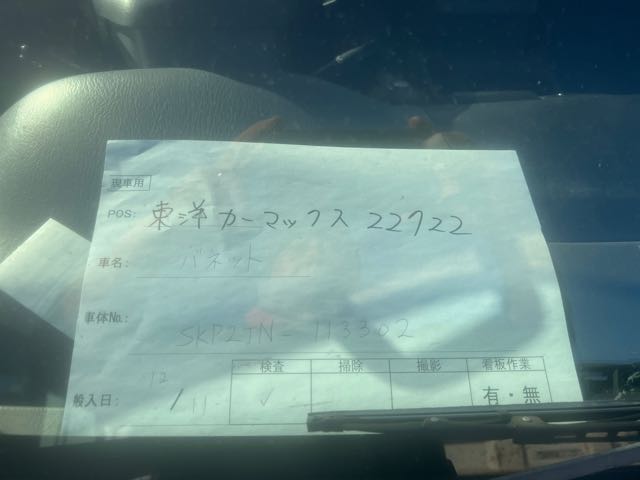 現車用
POS: 東洋カーマックス 22722
車名: バネット
車体No.: SKP2TN-113302
検査 掃除 撮影 看板作業
搬入日: 12/11 ✓ 有・無